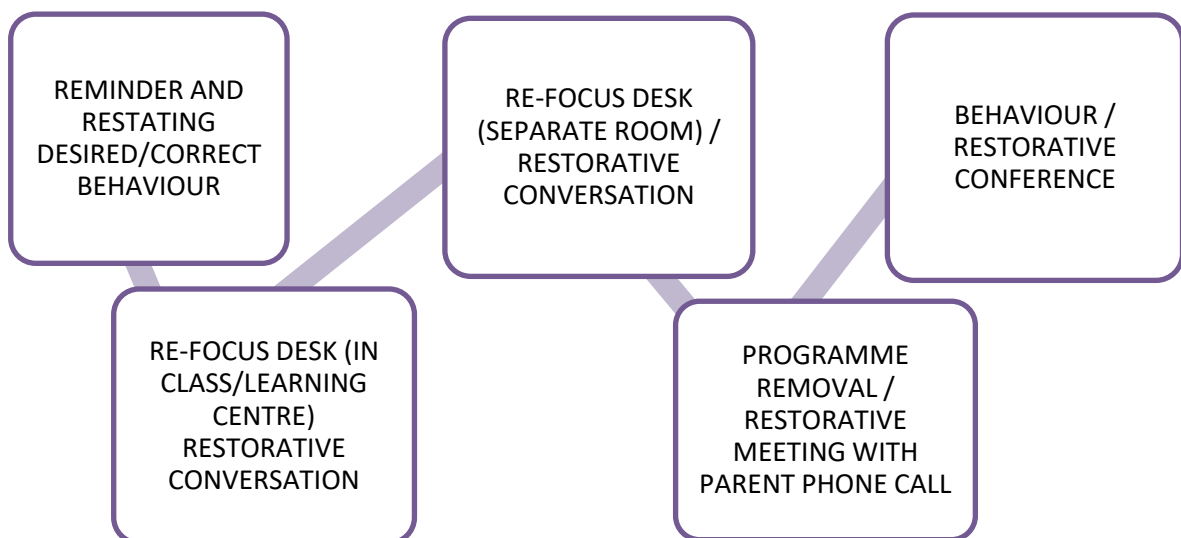 REMINDER AND
RESTATING
DESIRED/CORRECT
BEHAVIOUR
RE-FOCUS DESK (IN
CLASS/LEARNING
CENTRE)
RESTORATIVE
CONVERSATION
RE-FOCUS DESK
(SEPARATE ROOM) /
RESTORATIVE
CONVERSATION
PROGRAMME
REMOVAL /
RESTORATIVE
MEETING WITH
PARENT PHONE CALL
BEHAVIOUR /
RESTORATIVE
CONFERENCE